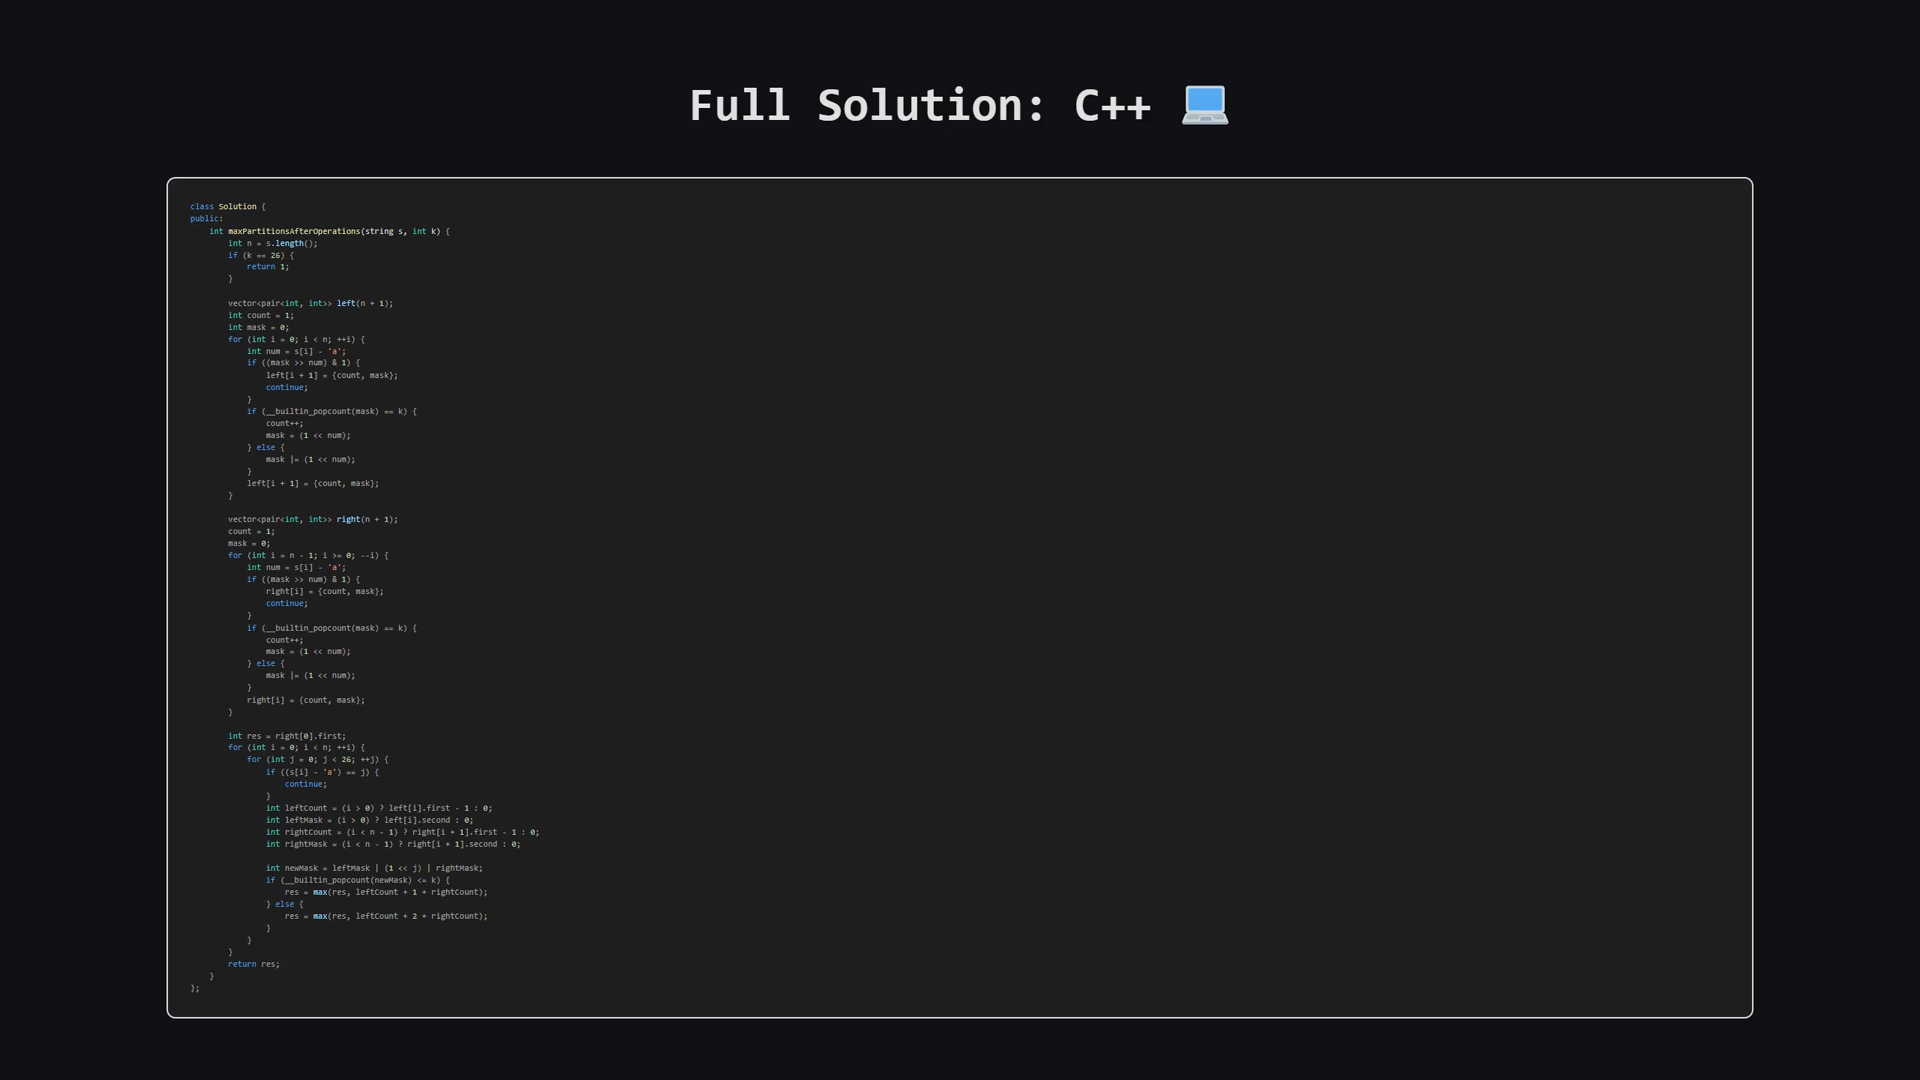 Full Solution: C++ 💻
class Solution {
public:
    int maxPartitionsAfterOperations(string s, int k) {
        int n = s.length();
        if (k == 26) {
            return 1;
        }

        vector<pair<int, int>> left(n + 1);
        int count = 1;
        int mask = 0;
        for (int i = 0; i < n; ++i) {
            int num = s[i] - 'a';
            if ((mask >> num) & 1) {
                left[i + 1] = {count, mask};
                continue;
            }
            if (__builtin_popcount(mask) == k) {
                count++;
                mask = (1 << num);
            } else {
                mask |= (1 << num);
            }
            left[i + 1] = {count, mask};
        }

        vector<pair<int, int>> right(n + 1);
        count = 1;
        mask = 0;
        for (int i = n - 1; i >= 0; --i) {
            int num = s[i] - 'a';
            if ((mask >> num) & 1) {
                right[i] = {count, mask};
                continue;
            }
            if (__builtin_popcount(mask) == k) {
                count++;
                mask = (1 << num);
            } else {
                mask |= (1 << num);
            }
            right[i] = {count, mask};
        }

        int res = right[0].first;
        for (int i = 0; i < n; ++i) {
            for (int j = 0; j < 26; ++j) {
                if ((s[i] - 'a') == j) {
                    continue;
                }
                int leftCount = (i > 0) ? left[i].first - 1 : 0;
                int leftMask = (i > 0) ? left[i].second : 0;
                int rightCount = (i < n - 1) ? right[i + 1].first - 1 : 0;
                int rightMask = (i < n - 1) ? right[i + 1].second : 0;

                int newMask = leftMask | (1 << j) | rightMask;
                if (__builtin_popcount(newMask) <= k) {
                    res = max(res, leftCount + 1 + rightCount);
                } else {
                    res = max(res, leftCount + 2 + rightCount);
                }
            }
        }
        return res;
    }
};